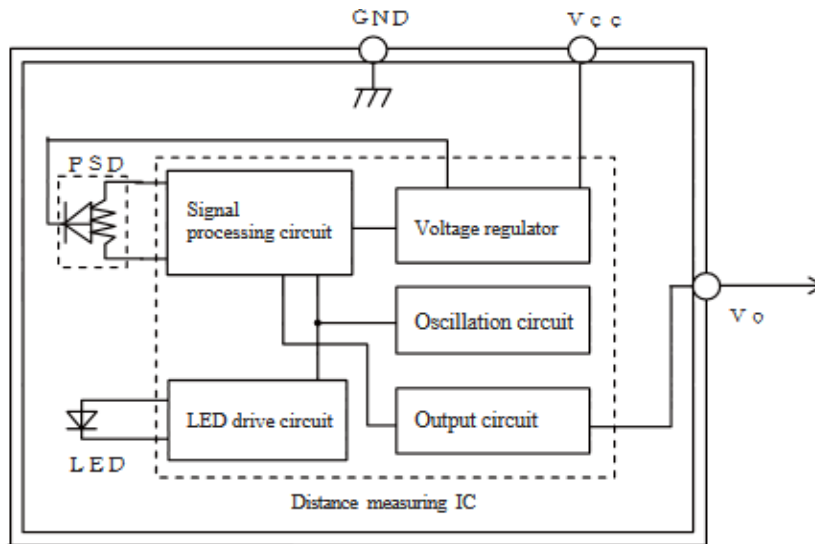 GND
Vcc
PSD
Signal
processing circuit
Voltage regulator
Oscillation circuit
Vo
LED drive circuit
Output circuit
LED
Distance measuring IC